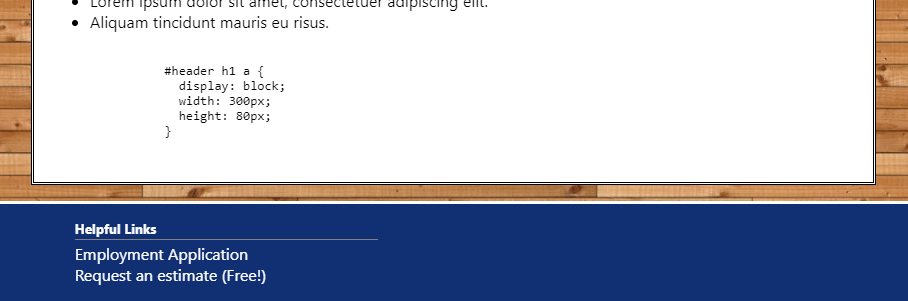 Lorem ipsum dolor sit amet, consectetuer adipiscing elit.
Aliquam tincidunt mauris eu risus.
#header h1 a {
display: block;
width: 300px;
height: 80px;
}
Helpful Links
Employment Application
Request an estimate (Free!)